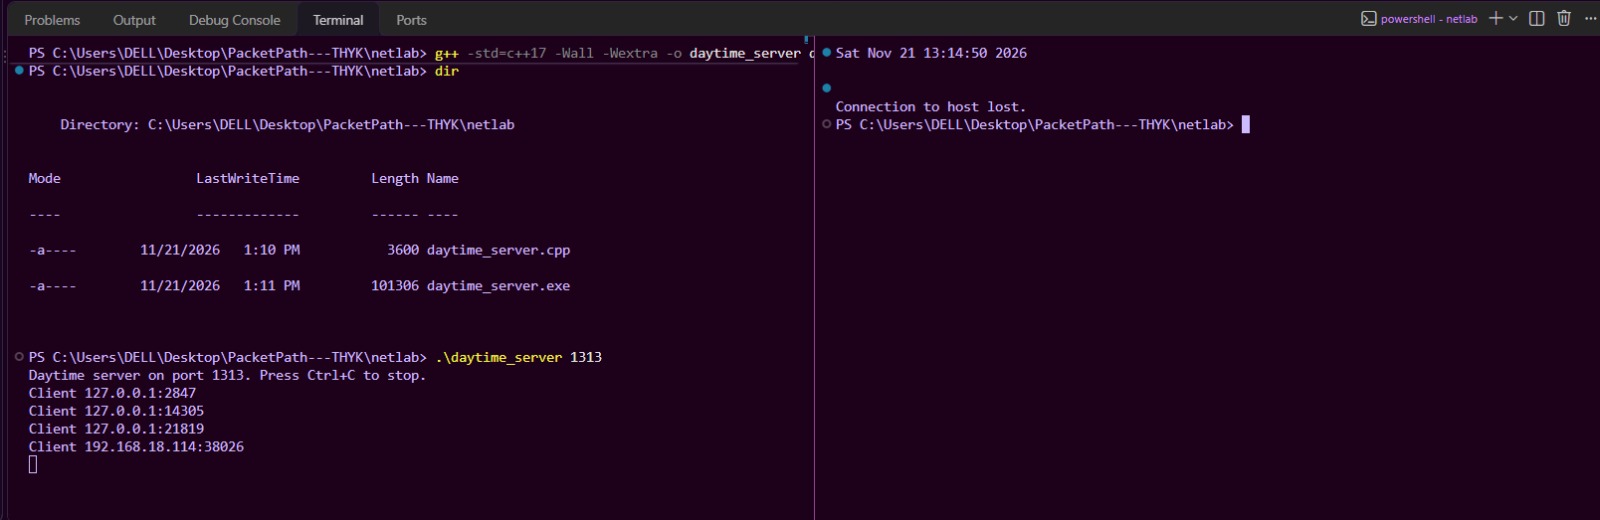 Problems Output Debug Console Terminal Ports powershell - netlab
PS C:\Users\DELL\Desktop\PacketPath---THYK\netlab> g++ -std=c++17 -Wall -Wextra -o daytime_server
PS C:\Users\DELL\Desktop\PacketPath---THYK\netlab> dir
Directory: C:\Users\DELL\Desktop\PacketPath---THYK\netlab
Mode LastWriteTime Length Name
---- ------------- ------ ----
-a---- 11/21/2026 1:10 PM 3600 daytime_server.cpp
-a---- 11/21/2026 1:11 PM 101306 daytime_server.exe
PS C:\Users\DELL\Desktop\PacketPath---THYK\netlab> .\daytime_server 1313
Daytime server on port 1313. Press Ctrl+C to stop.
Client 127.0.0.1:2847
Client 127.0.0.1:14305
Client 127.0.0.1:21819
Client 192.168.18.114:38026
Sat Nov 21 13:14:50 2026
Connection to host lost.
PS C:\Users\DELL\Desktop\PacketPath---THYK\netlab>